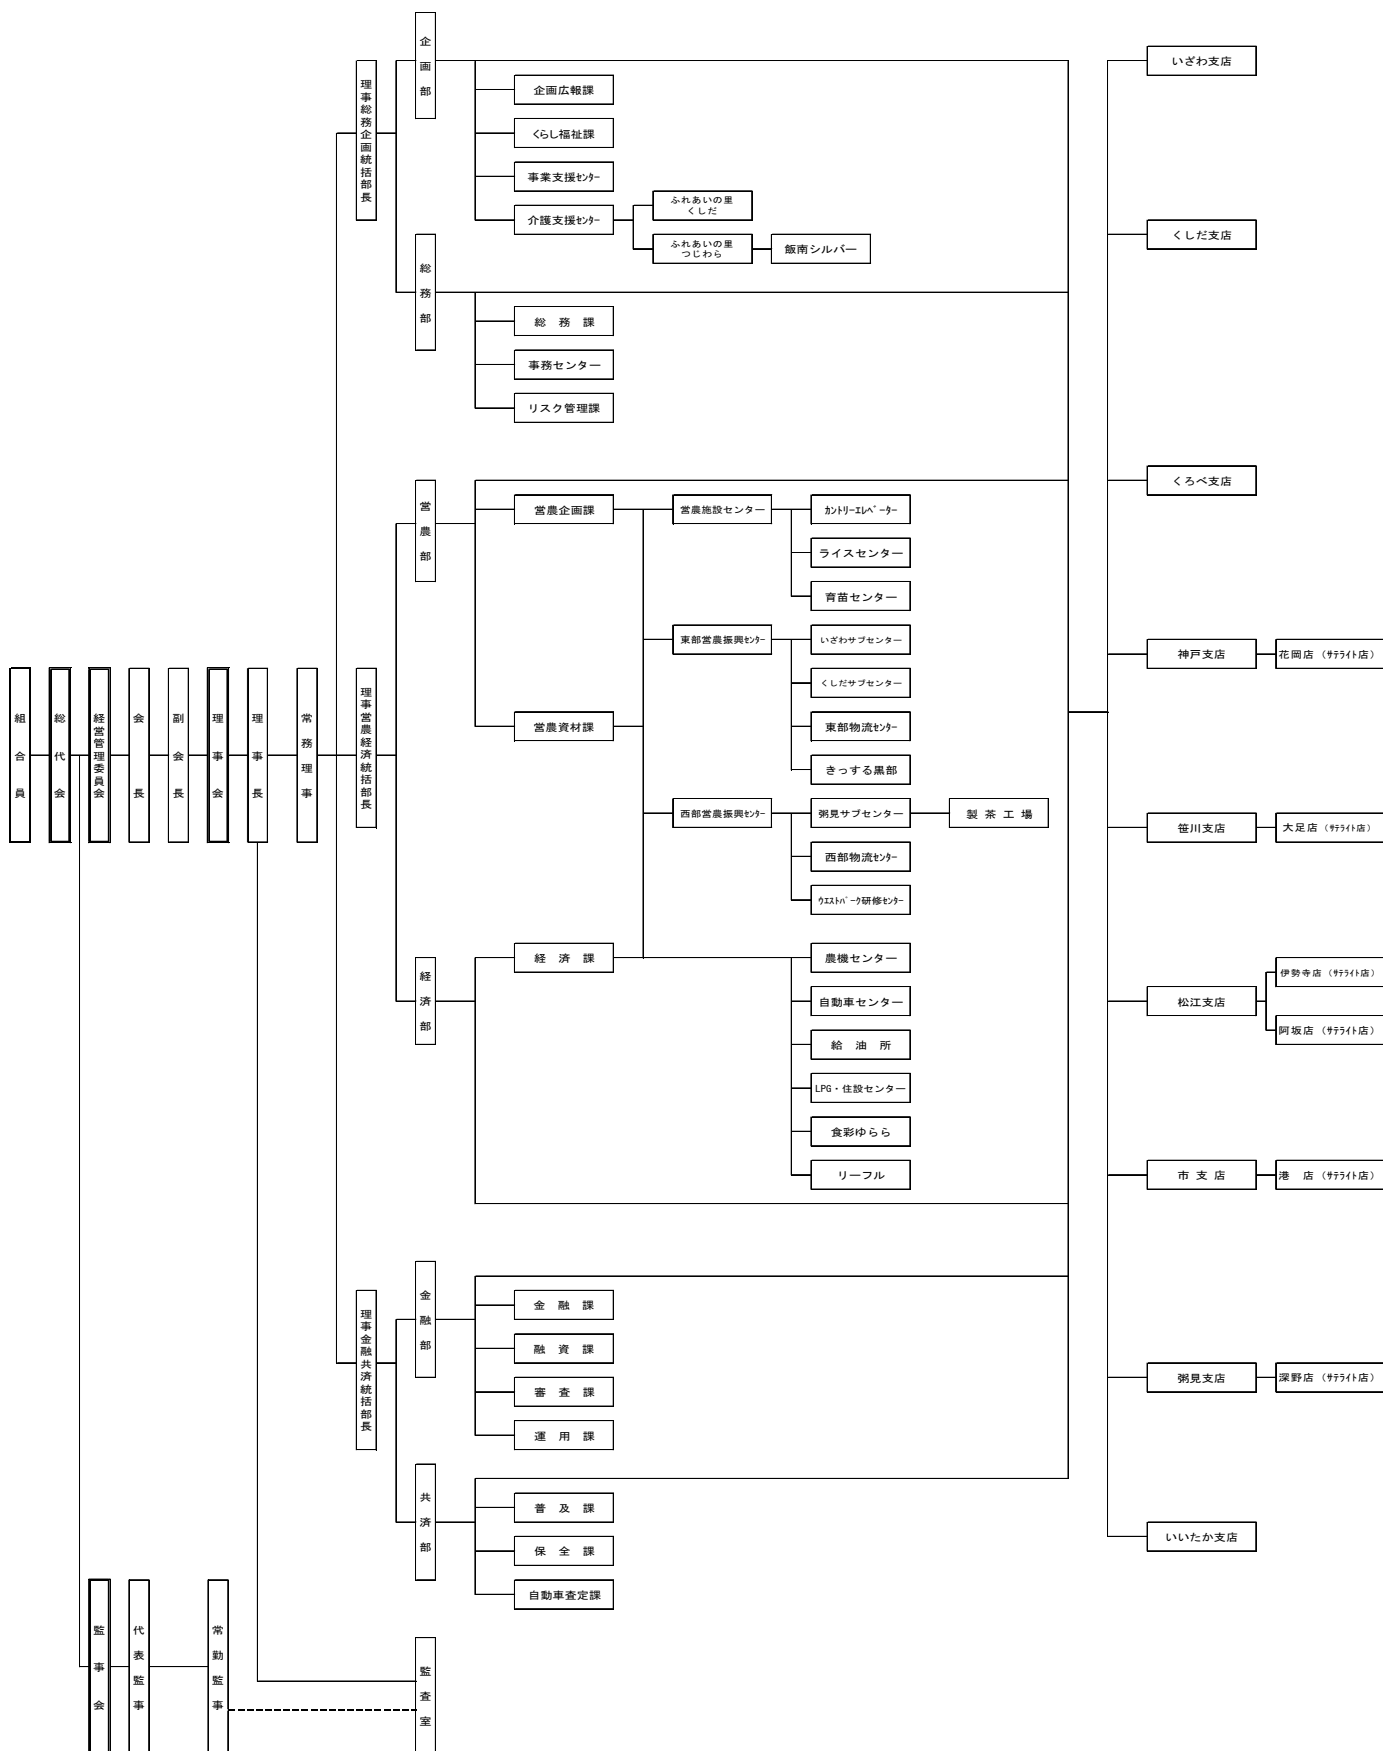 組合員
総代会
経営管理委員会
会長
副会長
理事会
理事長
常務理事
監事会
代表監事
常勤監事
監査室
理事総務企画統括部長
企画部
企画広報課
くらし福祉課
事業支援ｾﾝﾀｰ
介護支援ｾﾝﾀｰ
ふれあいの里
くしだ
ふれあいの里
つじわら
飯南シルバー
総務部
総　務　課
事務センター
リスク管理課
理事営農経済統括部長
営農部
営農企画課
営農資材課
営農施設センター
カントリーエレベーター
ライスセンター
育苗センター
東部営農振興ｾﾝﾀｰ
いざわサブセンター
くしだサブセンター
東部物流センター
きっする黒部
西部営農振興ｾﾝﾀｰ
粥見サブセンター
製 茶 工 場
西部物流ｾﾝﾀｰ
ｳｴｽﾄﾊﾟｰｸ研修ｾﾝﾀｰ
経済部
経　済　課
農機センター
自動車センター
給　油　所
LPG・住設センター
食彩ゆらら
リーフル
理事金融共済統括部長
金融部
金　融　課
融　資　課
審　査　課
運　用　課
共済部
普　及　課
保　全　課
自動車査定課
いざわ支店
くしだ支店
くろべ支店
神戸支店
花岡店（ｻﾃﾗｲﾄ店）
笹川支店
大足店（ｻﾃﾗｲﾄ店）
松江支店
伊勢寺店（ｻﾃﾗｲﾄ店）
阿坂店（ｻﾃﾗｲﾄ店）
市 支 店
港　店（ｻﾃﾗｲﾄ店）
粥見支店
深野店（ｻﾃﾗｲﾄ店）
いいたか支店